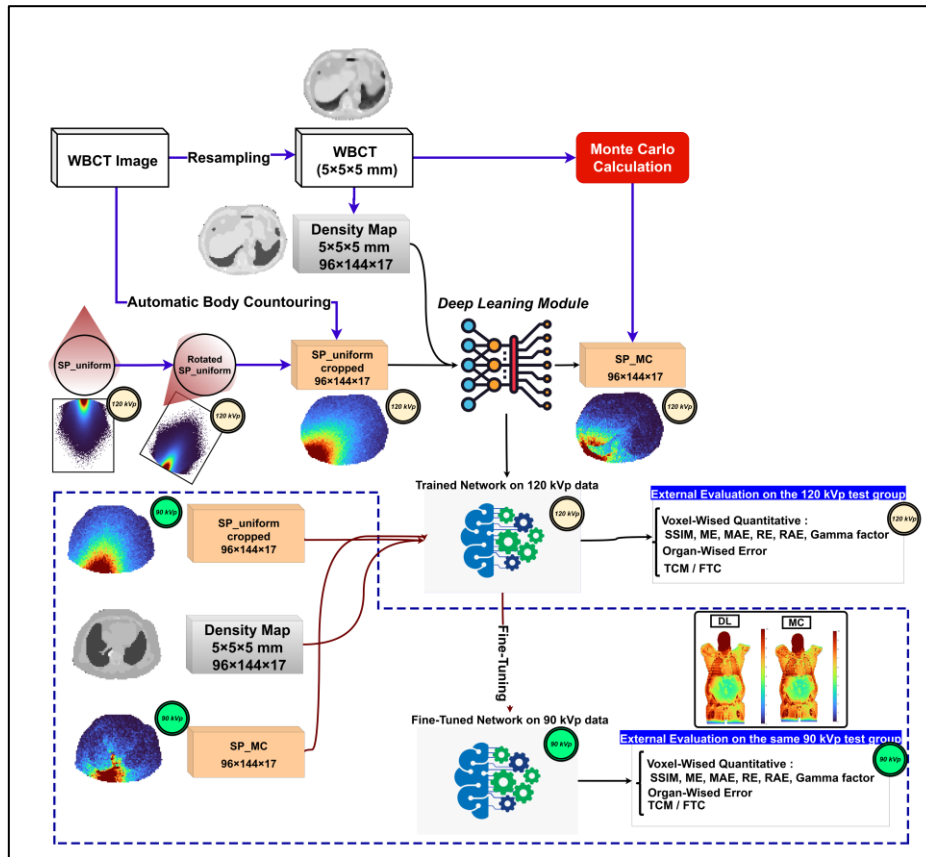 WBCT Image
Resampling
WBCT
(5×5×5 mm)
Monte Carlo
Calculation
Density Map
5×5×5 mm
96×144×17
Automatic Body Countouring
Deep Leaning Module
SP_uniform
Rotated
SP_uniform
SP_uniform
cropped
96×144×17
SP_MC
96×144×17
120 kVp
120 kVp
120 kVp
120 kVp
Trained Network on 120 kVp data
120 kVp
External Evaluation on the 120 kVp test group
120 kVp
Voxel-Wised Quantitative :
SSIM, ME, MAE, RE, RAE, Gamma factor
Organ-Wised Error
TCM / FTC
90 kVp
SP_uniform
cropped
96×144×17
Density Map
5×5×5 mm
96×144×17
90 kVp
SP_MC
96×144×17
Fine-Tuning
DL
MC
Fine-Tuned Network on 90 kVp data
90 kVp
External Evaluation on the same 90 kVp test group
90 kVp
Voxel-Wised Quantitative :
SSIM, ME, MAE, RE, RAE, Gamma factor
Organ-Wised Error
TCM / FTC